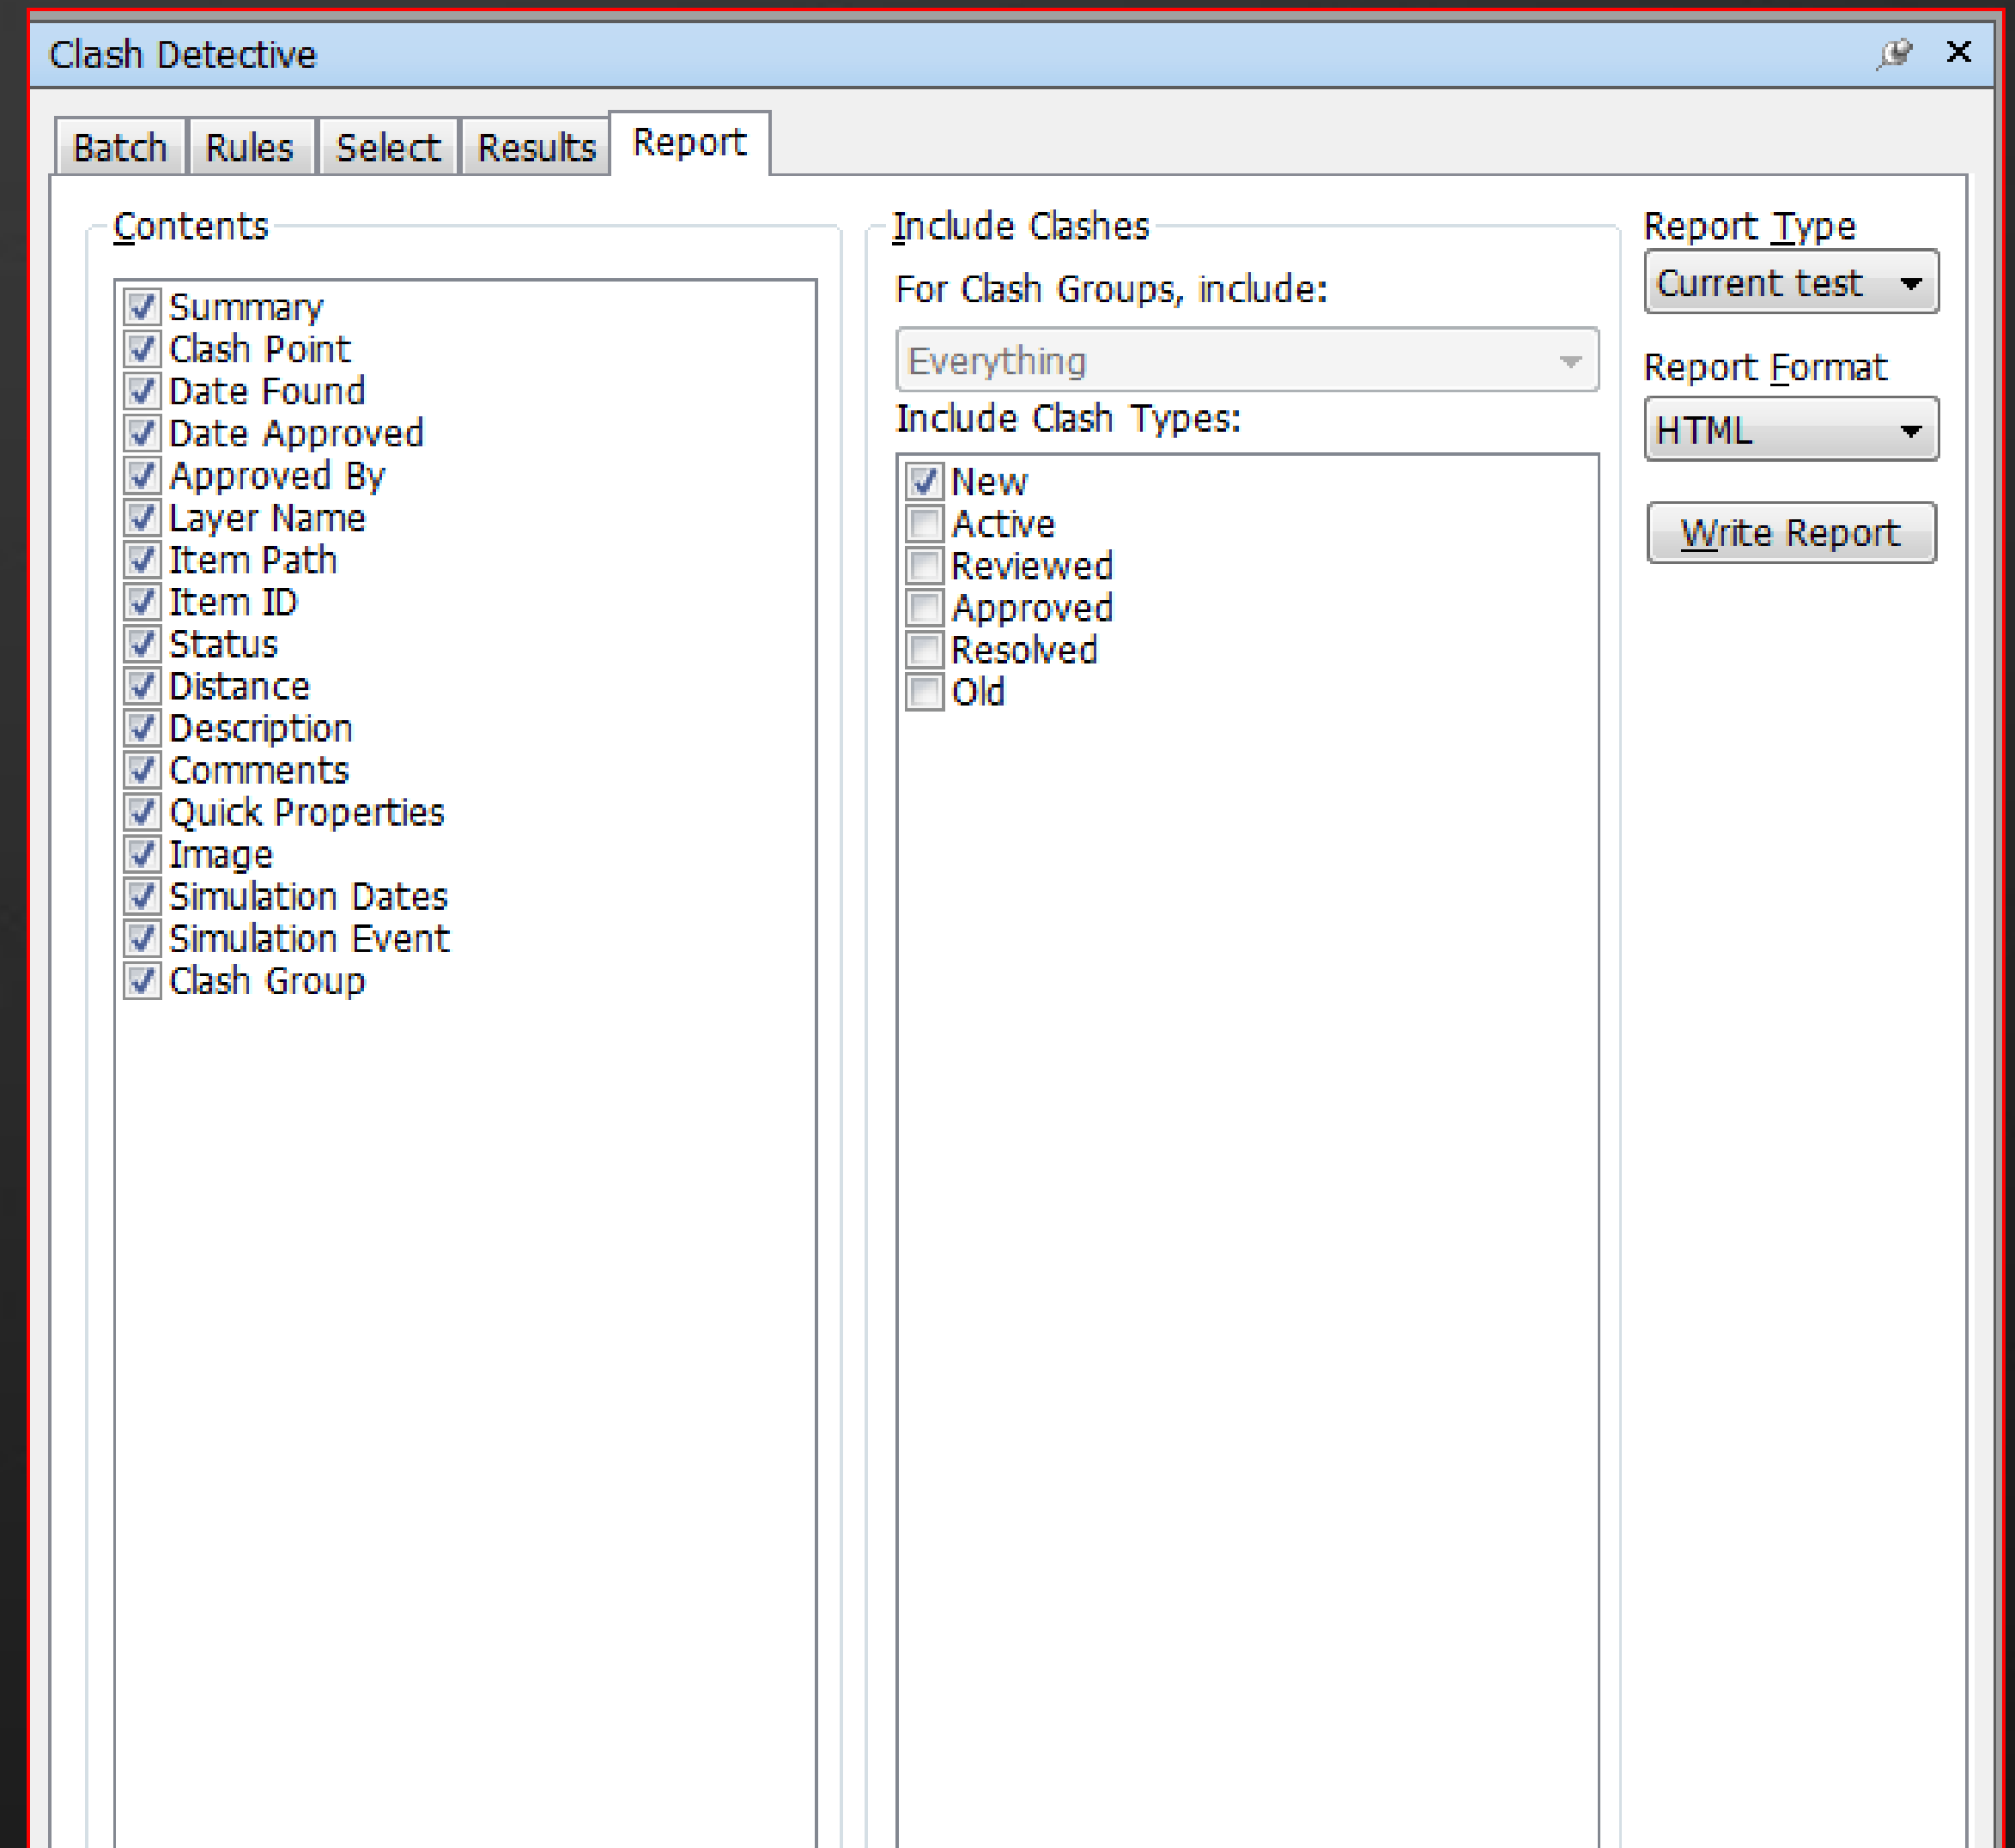 Clash Detective
Batch
Rules
Select
Results
Report
Contents
Summary
Clash Point
Date Found
Date Approved
Approved By
Layer Name
Item Path
Item ID
Status
Distance
Description
Comments
Quick Properties
Image
Simulation Dates
Simulation Event
Clash Group
Include Clashes
For Clash Groups, include:
Everything
Include Clash Types:
New
Active
Reviewed
Approved
Resolved
Old
Report Type
Current test
Report Format
HTML
Write Report